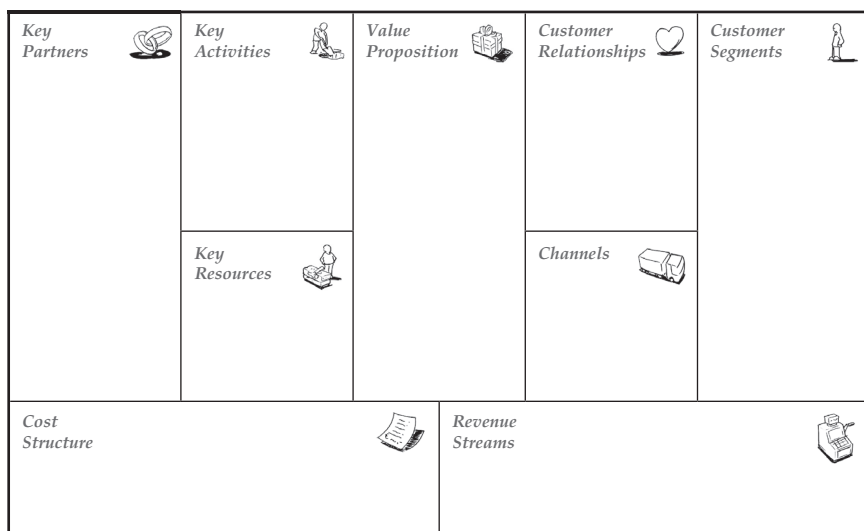 Key
Partners
Key
Activities
Value
Proposition
Customer
Relationships
Customer
Segments
Key
Resources
Channels
Cost
Structure
Revenue
Streams